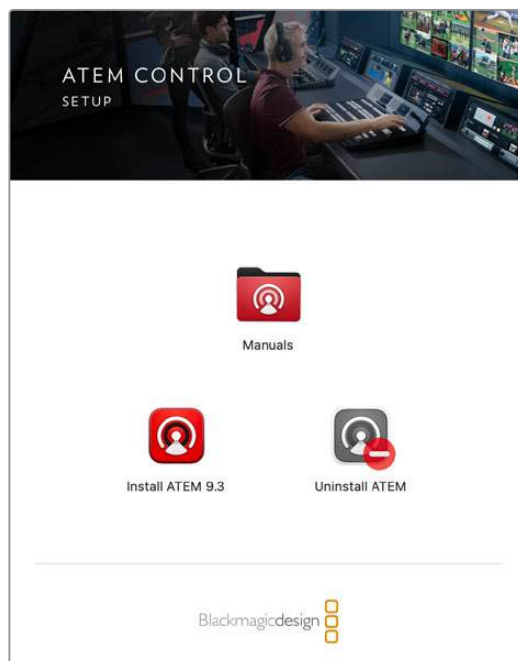 ATEM CONTROL
SETUP
Manuals
Install ATEM 9.3
Uninstall ATEM
Blackmagicdesign